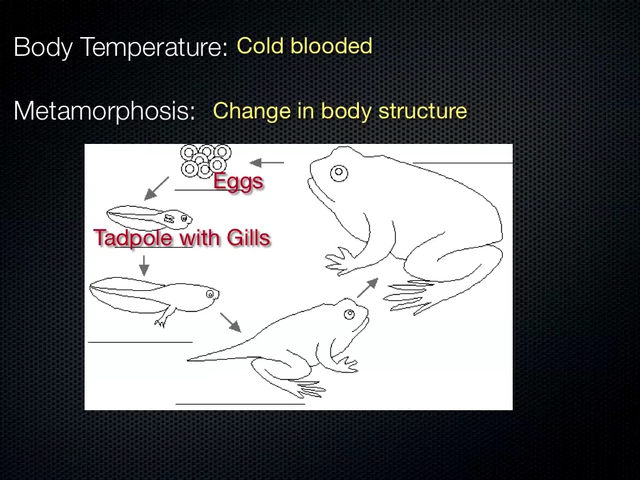 Body Temperature: Cold blooded
Metamorphosis: Change in body structure
Eggs
Tadpole with Gills